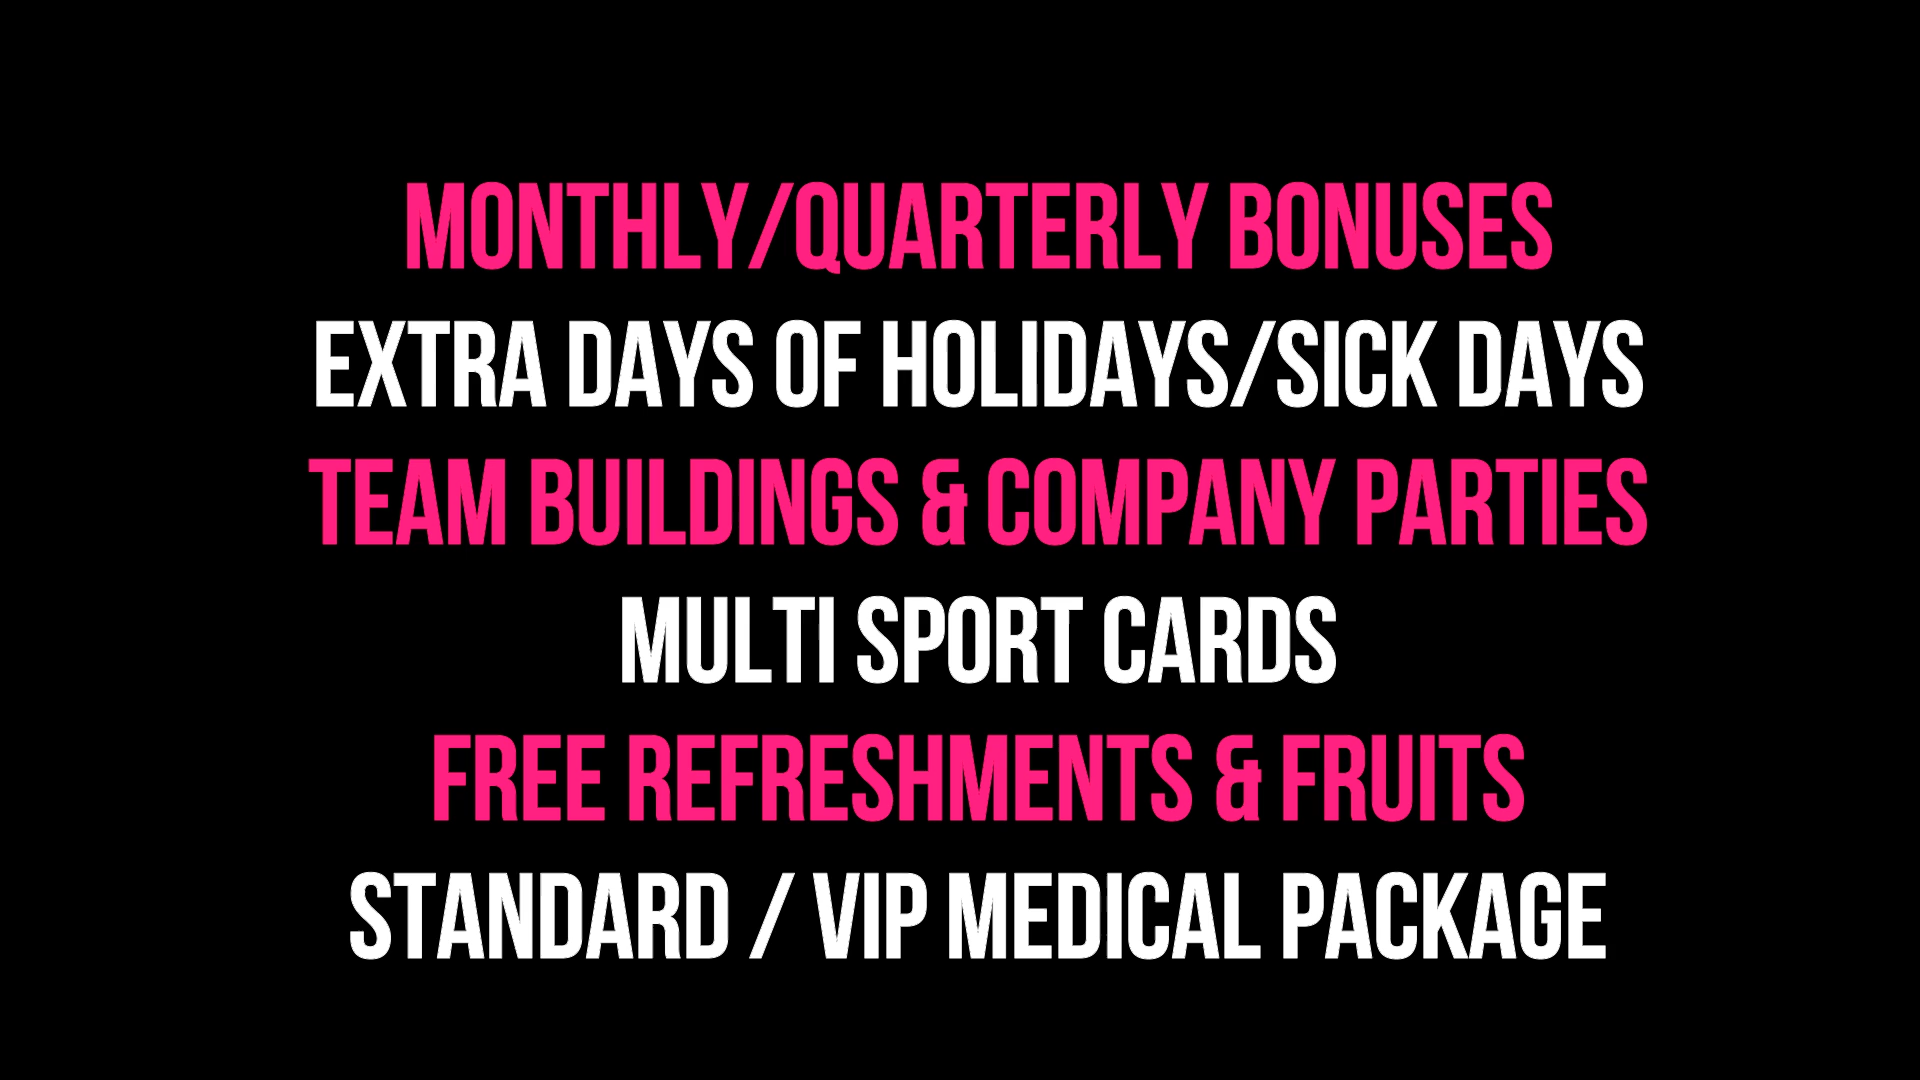 MONTHLY/QUARTERLY BONUSES
EXTRA DAYS OF HOLIDAYS/SICK DAYS
TEAM BUILDINGS & COMPANY PARTIES
MULTI SPORT CARDS
FREE REFRESHMENTS & FRUITS
STANDARD / VIP MEDICAL PACKAGE